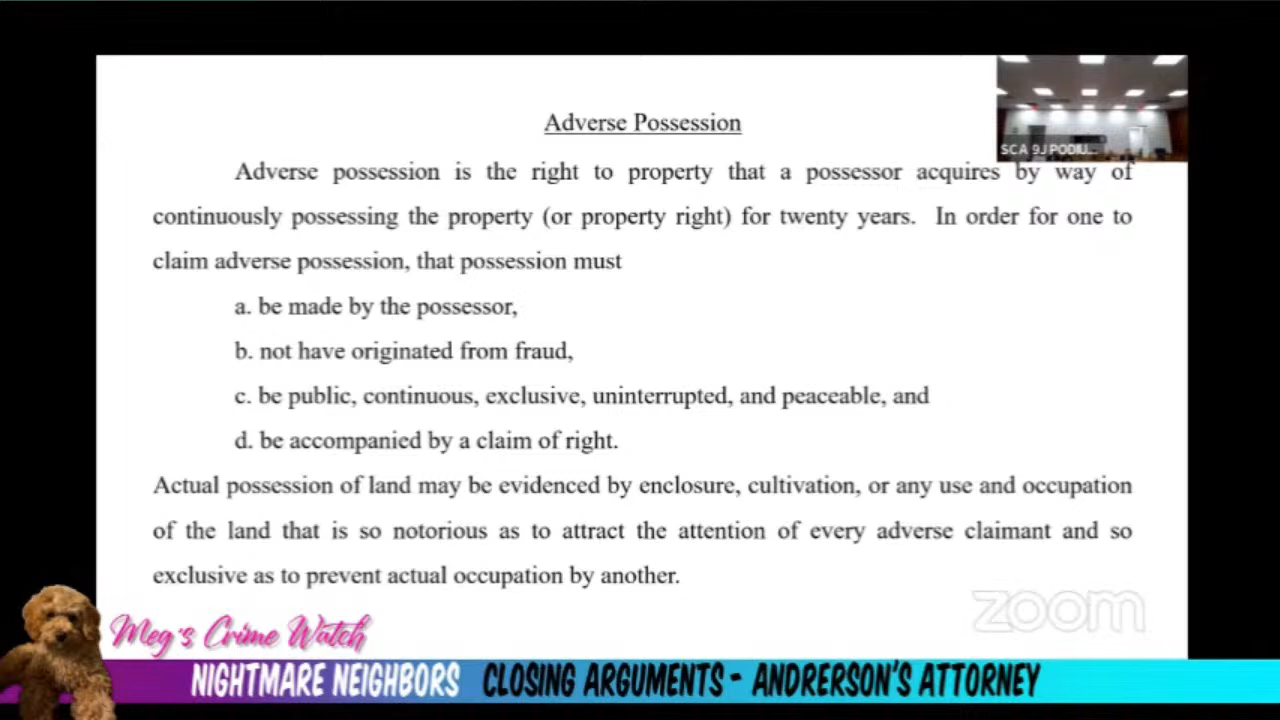 Adverse Possession
Adverse possession is the right to property that a possessor acquires by way of
continuously possessing the property (or property right) for twenty years. In order for one to
claim adverse possession, that possession must
a. be made by the possessor,
b. not have originated from fraud,
c. be public, continuous, exclusive, uninterrupted, and peaceable, and
d. be accompanied by a claim of right.
Actual possession of land may be evidenced by enclosure, cultivation, or any use and occupation
of the land that is so notorious as to attract the attention of every adverse claimant and so
exclusive as to prevent actual occupation by another.
SCA 9J PODIU...
zoom
Meg's Crime Watch
NIGHTMARE NEIGHBORS CLOSING ARGUMENTS - ANDRERSON'S ATTORNEY